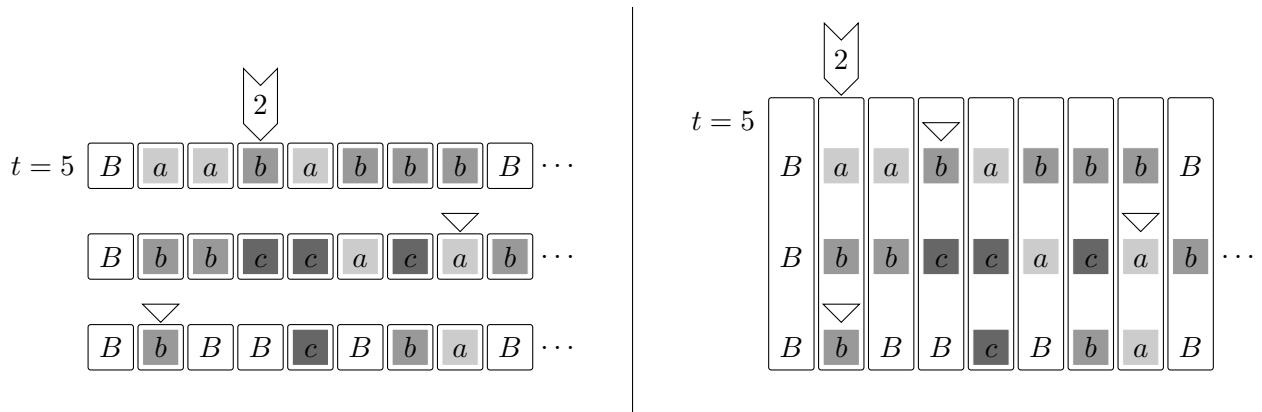 2
t = 5 B a a b a b b b B ···
B b b c c a c a b ···
B b B B c B b a B ···
2
t = 5
B a a b a b b b B
B b b c c a c a b ···
B b B B c B b a B